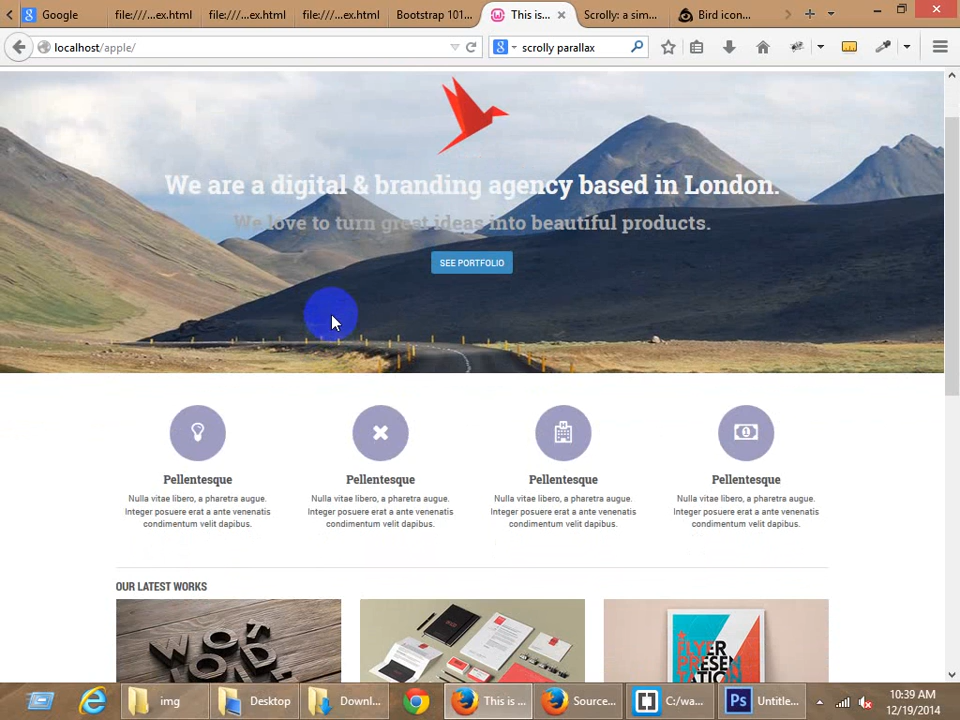 Google
file:///...ex.html
file:///...ex.html
file:///...ex.html
Bootstrap 101...
This is...
Scrolly: a sim...
Bird icon...
localhost/apple/
scrolly parallax
We are a digital & branding agency based in London.
We love to turn great ideas into beautiful products.
SEE PORTFOLIO
Pellentesque
Nulla vitae libero, a pharetra augue.
Integer posuere erat a ante venenatis
condimentum velit dapibus.
Pellentesque
Nulla vitae libero, a pharetra augue.
Integer posuere erat a ante venenatis
condimentum velit dapibus.
Pellentesque
Nulla vitae libero, a pharetra augue.
Integer posuere erat a ante venenatis
condimentum velit dapibus.
Pellentesque
Nulla vitae libero, a pharetra augue.
Integer posuere erat a ante venenatis
condimentum velit dapibus.
OUR LATEST WORKS
FLYER
PRESEN
TATION
img
Desktop
Downl...
This is ...
Source...
C:/wa...
Ps
Untitle...
10:39 AM
12/19/2014